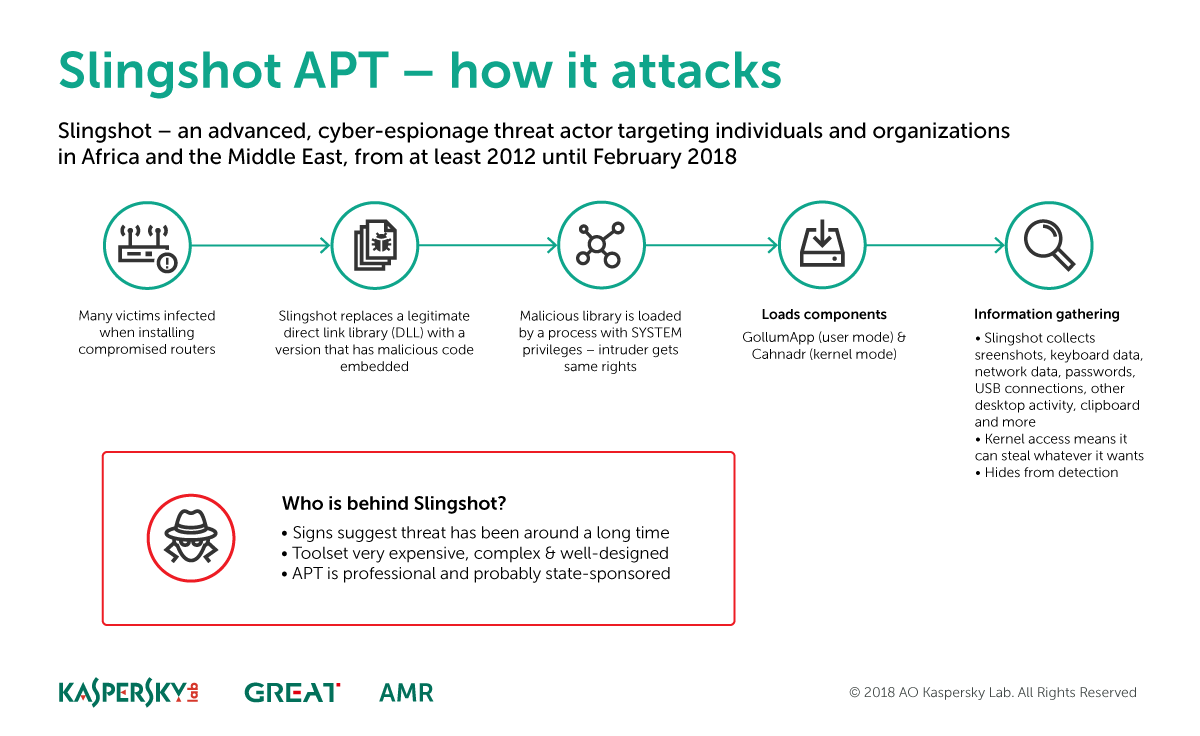 Slingshot APT – how it attacks
Slingshot – an advanced, cyber-espionage threat actor targeting individuals and organizations
in Africa and the Middle East, from at least 2012 until February 2018
Many victims infected
when installing
compromised routers
Slingshot replaces a legitimate
direct link library (DLL) with a
version that has malicious code
embedded
Malicious library is loaded
by a process with SYSTEM
privileges – intruder gets
same rights
Loads components
GollumApp (user mode) &
Cahnadr (kernel mode)
Information gathering
• Slingshot collects
sreenshots, keyboard data,
network data, passwords,
USB connections, other
desktop activity, clipboard
and more
• Kernel access means it
can steal whatever it wants
• Hides from detection
Who is behind Slingshot?
• Signs suggest threat has been around a long time
• Toolset very expensive, complex & well-designed
• APT is professional and probably state-sponsored
KASPERSKY lab
GREAT
AMR
© 2018 AO Kaspersky Lab. All Rights Reserved